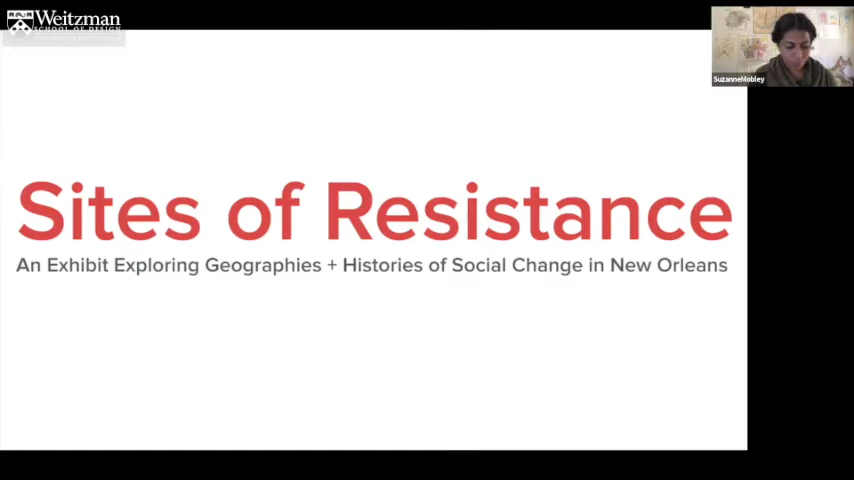 Weitzman
SCHOOL OF DESIGN
SuzanneMobley
Sites of Resistance
An Exhibit Exploring Geographies + Histories of Social Change in New Orleans